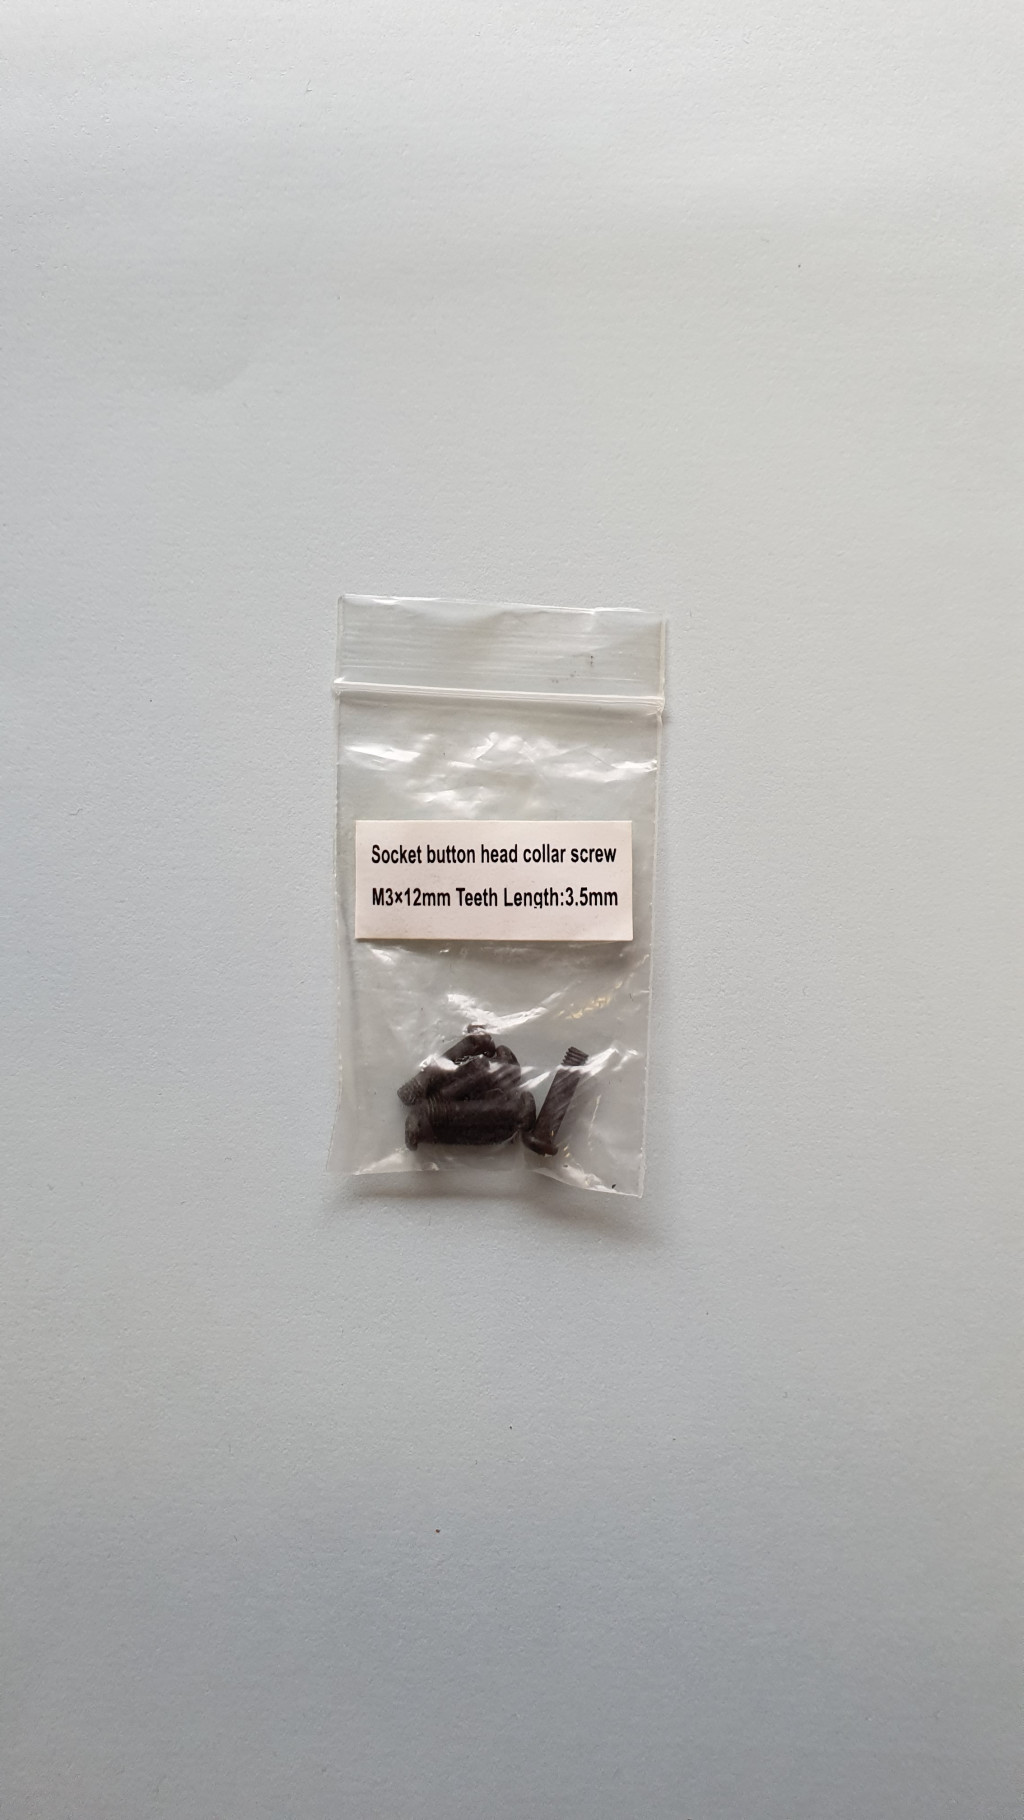 Socket button head collar screw
M3×12mm Teeth Length:3.5mm